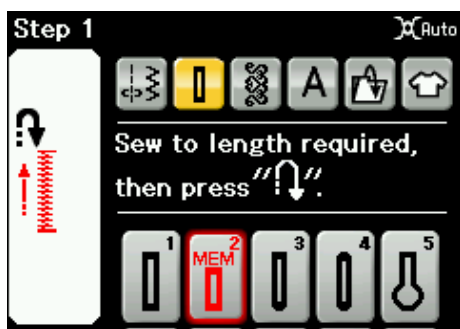 Step 1
Auto
A
Sew to length required,
then press "".
1 2 3 4 5
MEM